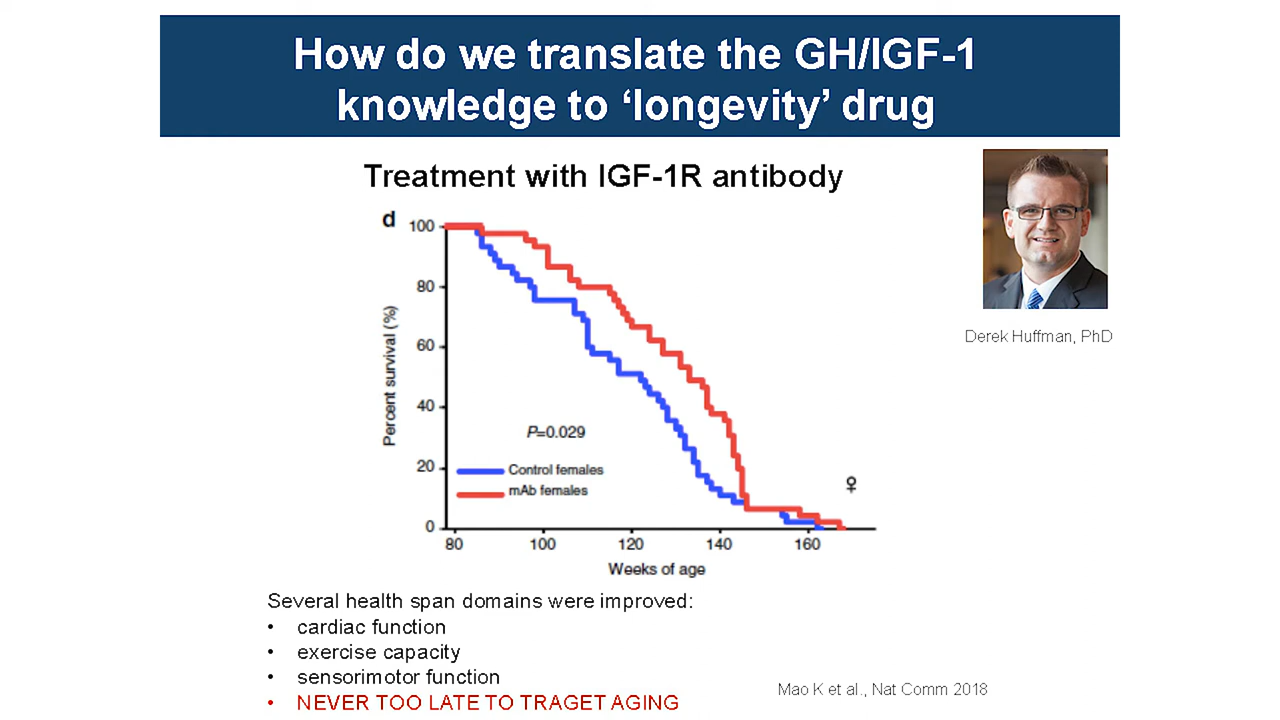 How do we translate the GH/IGF-1
knowledge to ‘longevity’ drug
Treatment with IGF-1R antibody
d
100
80
60
40
20
0
Percent survival (%)
P=0.029
Control females
mAb females
♀
80 100 120 140 160
Weeks of age
Derek Huffman, PhD
Several health span domains were improved:
• cardiac function
• exercise capacity
• sensorimotor function
• NEVER TOO LATE TO TRAGET AGING
Mao K et al., Nat Comm 2018